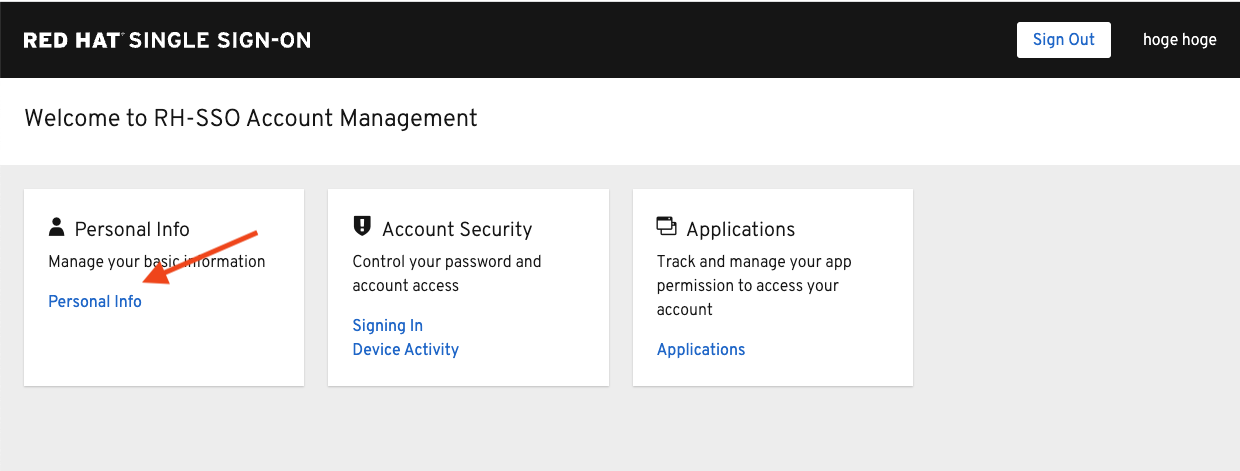 RED HAT® SINGLE SIGN-ON
Sign Out
hoge hoge
Welcome to RH-SSO Account Management
Personal Info
Manage your basic information
Personal Info
Account Security
Control your password and
account access
Signing In
Device Activity
Applications
Track and manage your app
permission to access your
account
Applications